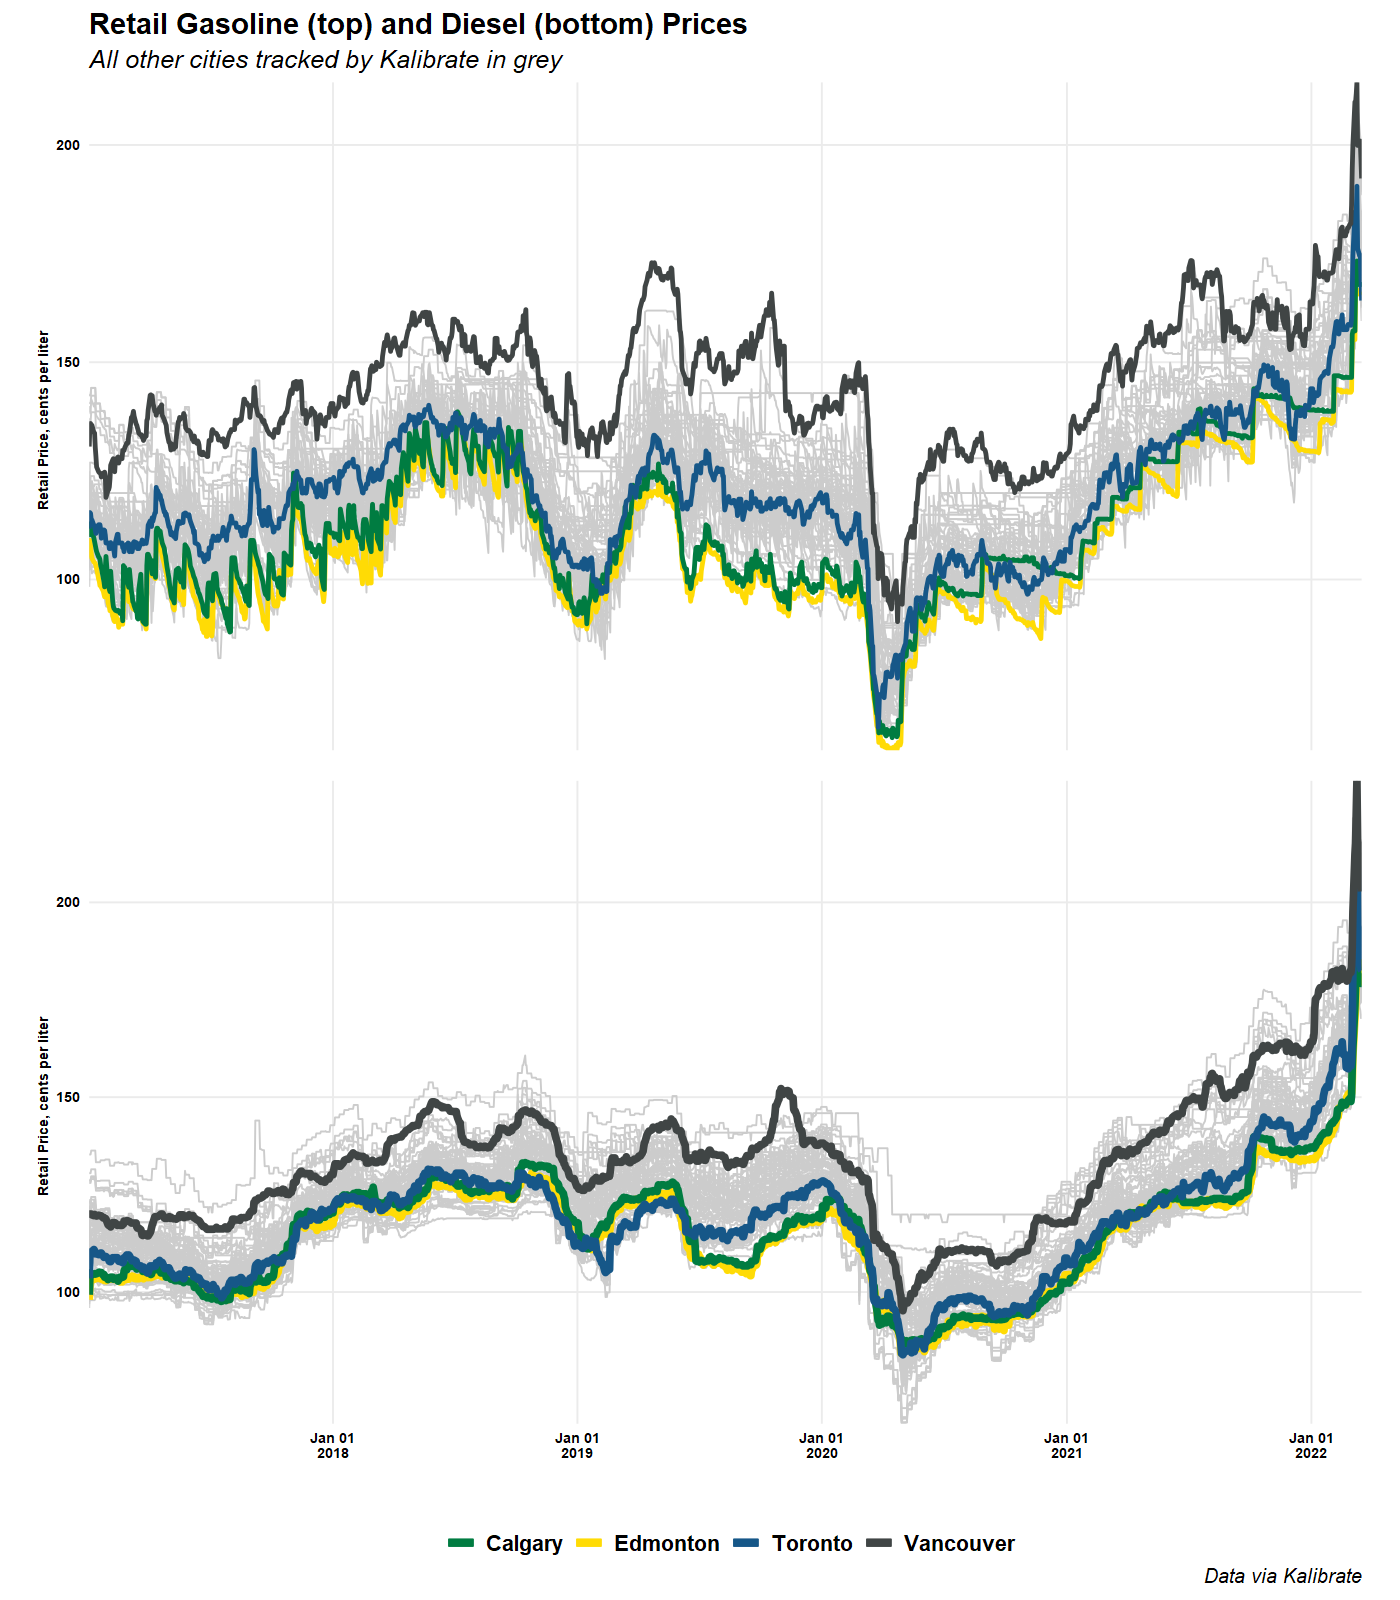 Retail Gasoline (top) and Diesel (bottom) Prices
All other cities tracked by Kalibrate in grey
Retail Price, cents per liter
200
150
100
Retail Price, cents per liter
200
150
100
Jan 01
2018
Jan 01
2019
Jan 01
2020
Jan 01
2021
Jan 01
2022
Calgary Edmonton Toronto Vancouver
Data via Kalibrate